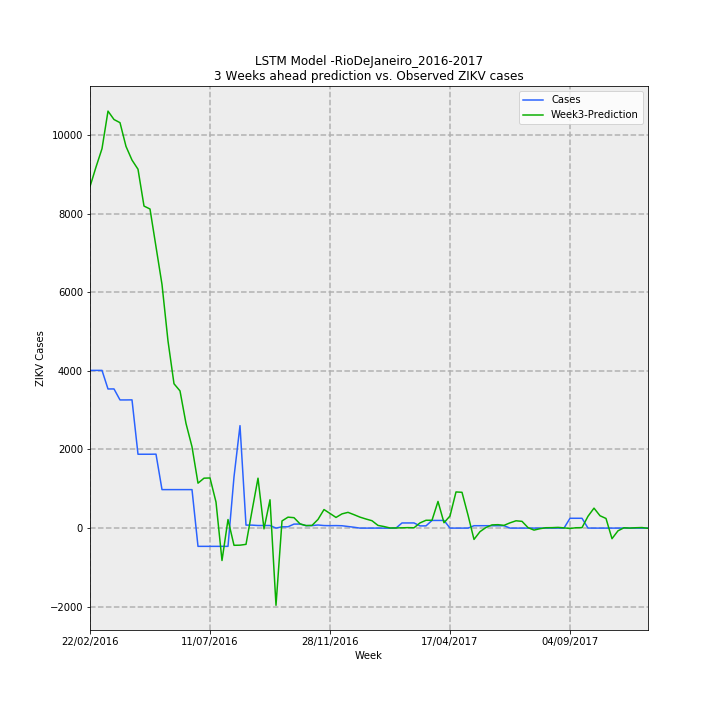 LSTM Model -RioDeJaneiro_2016-2017
3 Weeks ahead prediction vs. Observed ZIKV cases
Cases
Week3-Prediction
ZIKV Cases
10000
8000
6000
4000
2000
0
−2000
22/02/2016
11/07/2016
28/11/2016
17/04/2017
04/09/2017
Week